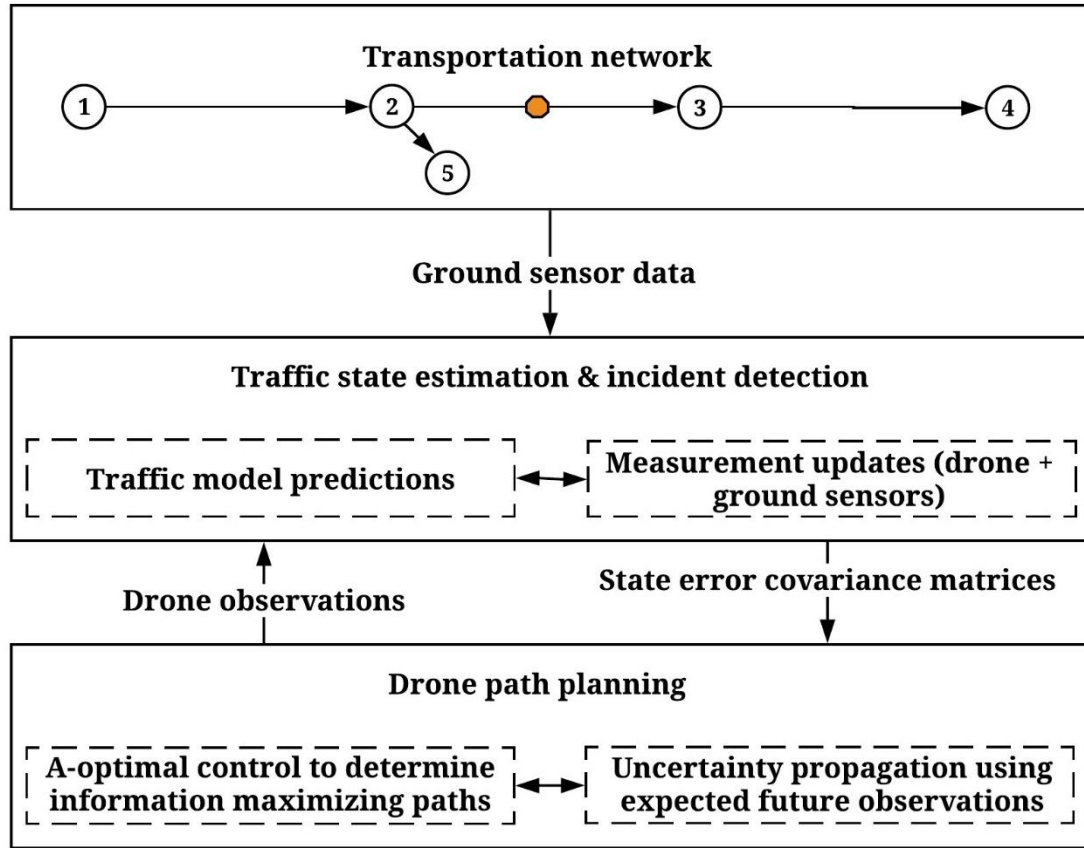 Transportation network
1
2
3
4
5
Ground sensor data
Traffic state estimation & incident detection
Traffic model predictions
Measurement updates (drone +
ground sensors)
Drone observations
State error covariance matrices
Drone path planning
A-optimal control to determine
information maximizing paths
Uncertainty propagation using
expected future observations